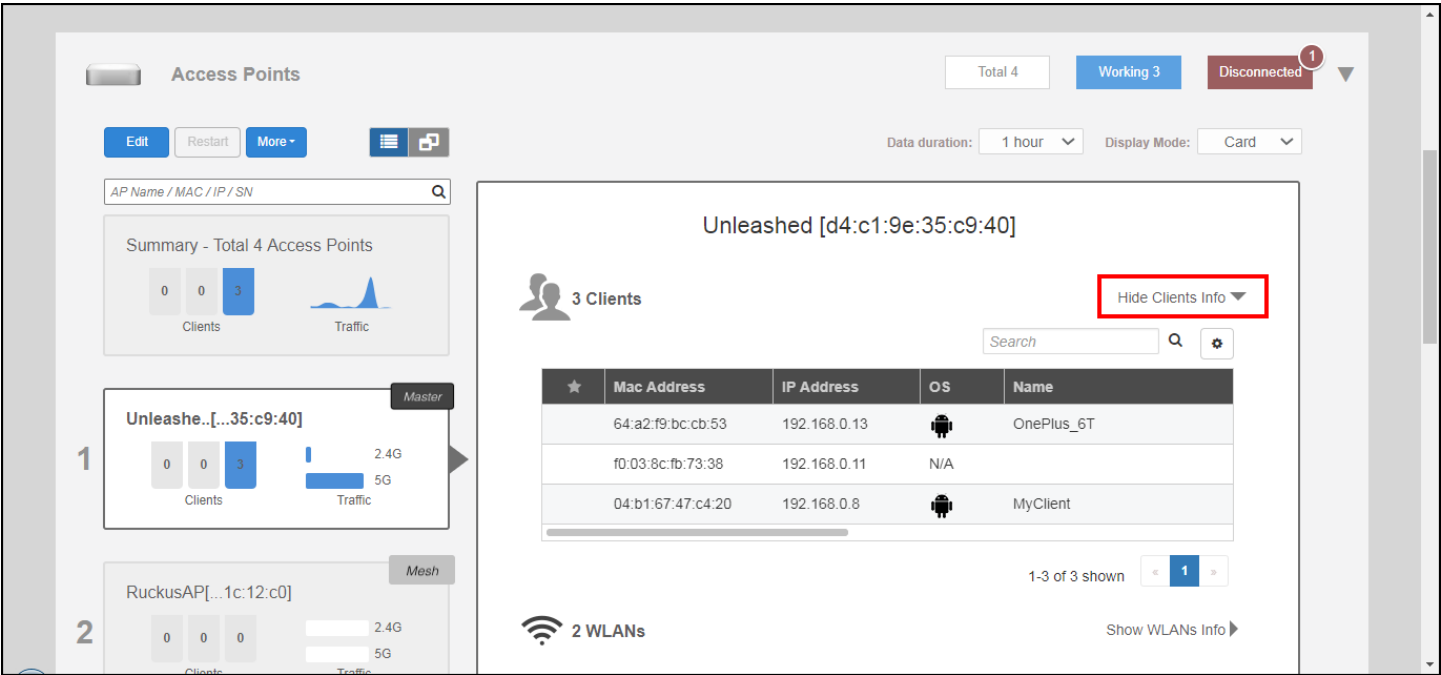 Access Points
Total 4
Working 3
Disconnected
1
Edit
Restart
More
Data duration:
1 hour
Display Mode:
Card
AP Name / MAC / IP / SN
Summary - Total 4 Access Points
0 0 3
Clients
Traffic
1
Master
Unleashe..[...35:c9:40]
0 0 3
2.4G
5G
Clients
Traffic
2
Mesh
RuckusAP[...1c:12:c0]
0 0 0
2.4G
5G
Clients
Traffic
Unleashed [d4:c1:9e:35:c9:40]
3 Clients
Hide Clients Info
Search
Mac Address IP Address OS Name
64:a2:f9:bc:cb:53 192.168.0.13 OnePlus_6T
f0:03:8c:fb:73:38 192.168.0.11 N/A
04:b1:67:47:c4:20 192.168.0.8 MyClient
1-3 of 3 shown « 1 »
2 WLANs
Show WLANs Info